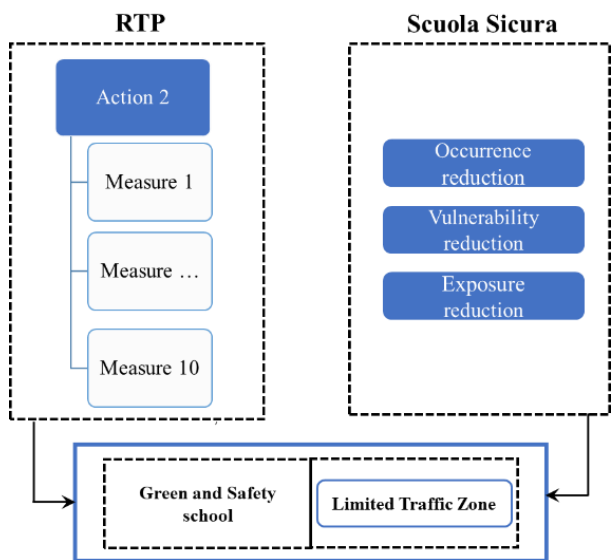 RTP
Action 2
Measure 1
Measure …
Measure 10
Scuola Sicura
Occurrence
reduction
Vulnerability
reduction
Exposure
reduction
Green and Safety
school
Limited Traffic Zone